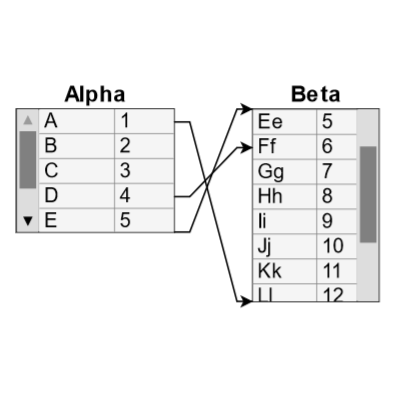 Alpha
A 1
B 2
C 3
D 4
E 5
Beta
Ee 5
Ff 6
Gg 7
Hh 8
Ii 9
Jj 10
Kk 11
Ll 12